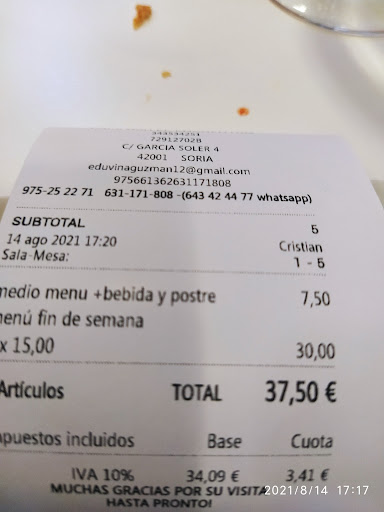 72912702B
C/ GARCIA SOLER 4
42001 SORIA
eduvinaguzman12@gmail.com
975661362631171808
975-25 22 71 631-171-808 -(643 42 44 77 whatsapp)
SUBTOTAL 5
14 ago 2021 17:20 Cristian
Sala-Mesa: 1 - 5
medio menu +bebida y postre 7,50
menú fin de semana
x 15,00 30,00
Artículos TOTAL 37,50 €
mpuestos incluidos Base Cuota
IVA 10% 34,09 € 3,41 €
MUCHAS GRACIAS POR SU VISITA
HASTA PRONTO!
2021/8/14 17:17